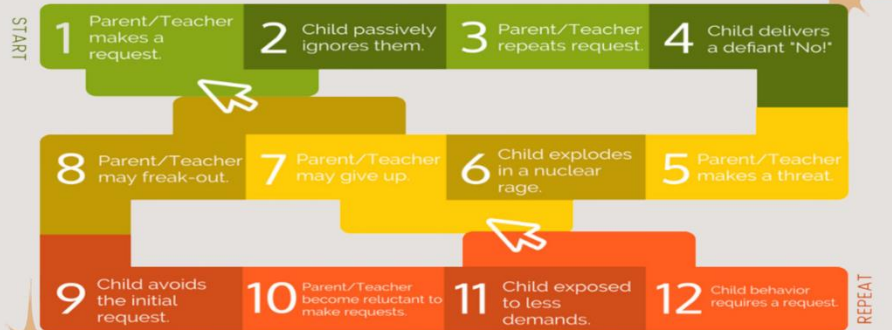 START
1 Parent/Teacher
makes a
request.
2 Child passively
ignores them.
3 Parent/Teacher
repeats request.
4 Child delivers
a defiant "No!"
5 Parent/Teacher
makes a threat.
6 Child explodes
in a nuclear
rage.
7 Parent/Teacher
may give up.
8 Parent/Teacher
may freak-out.
9 Child avoids
the initial
request.
10 Parent/Teacher
become reluctant to
make requests.
11 Child exposed
to less
demands.
12 Child behavior
requires a request.
REPEAT